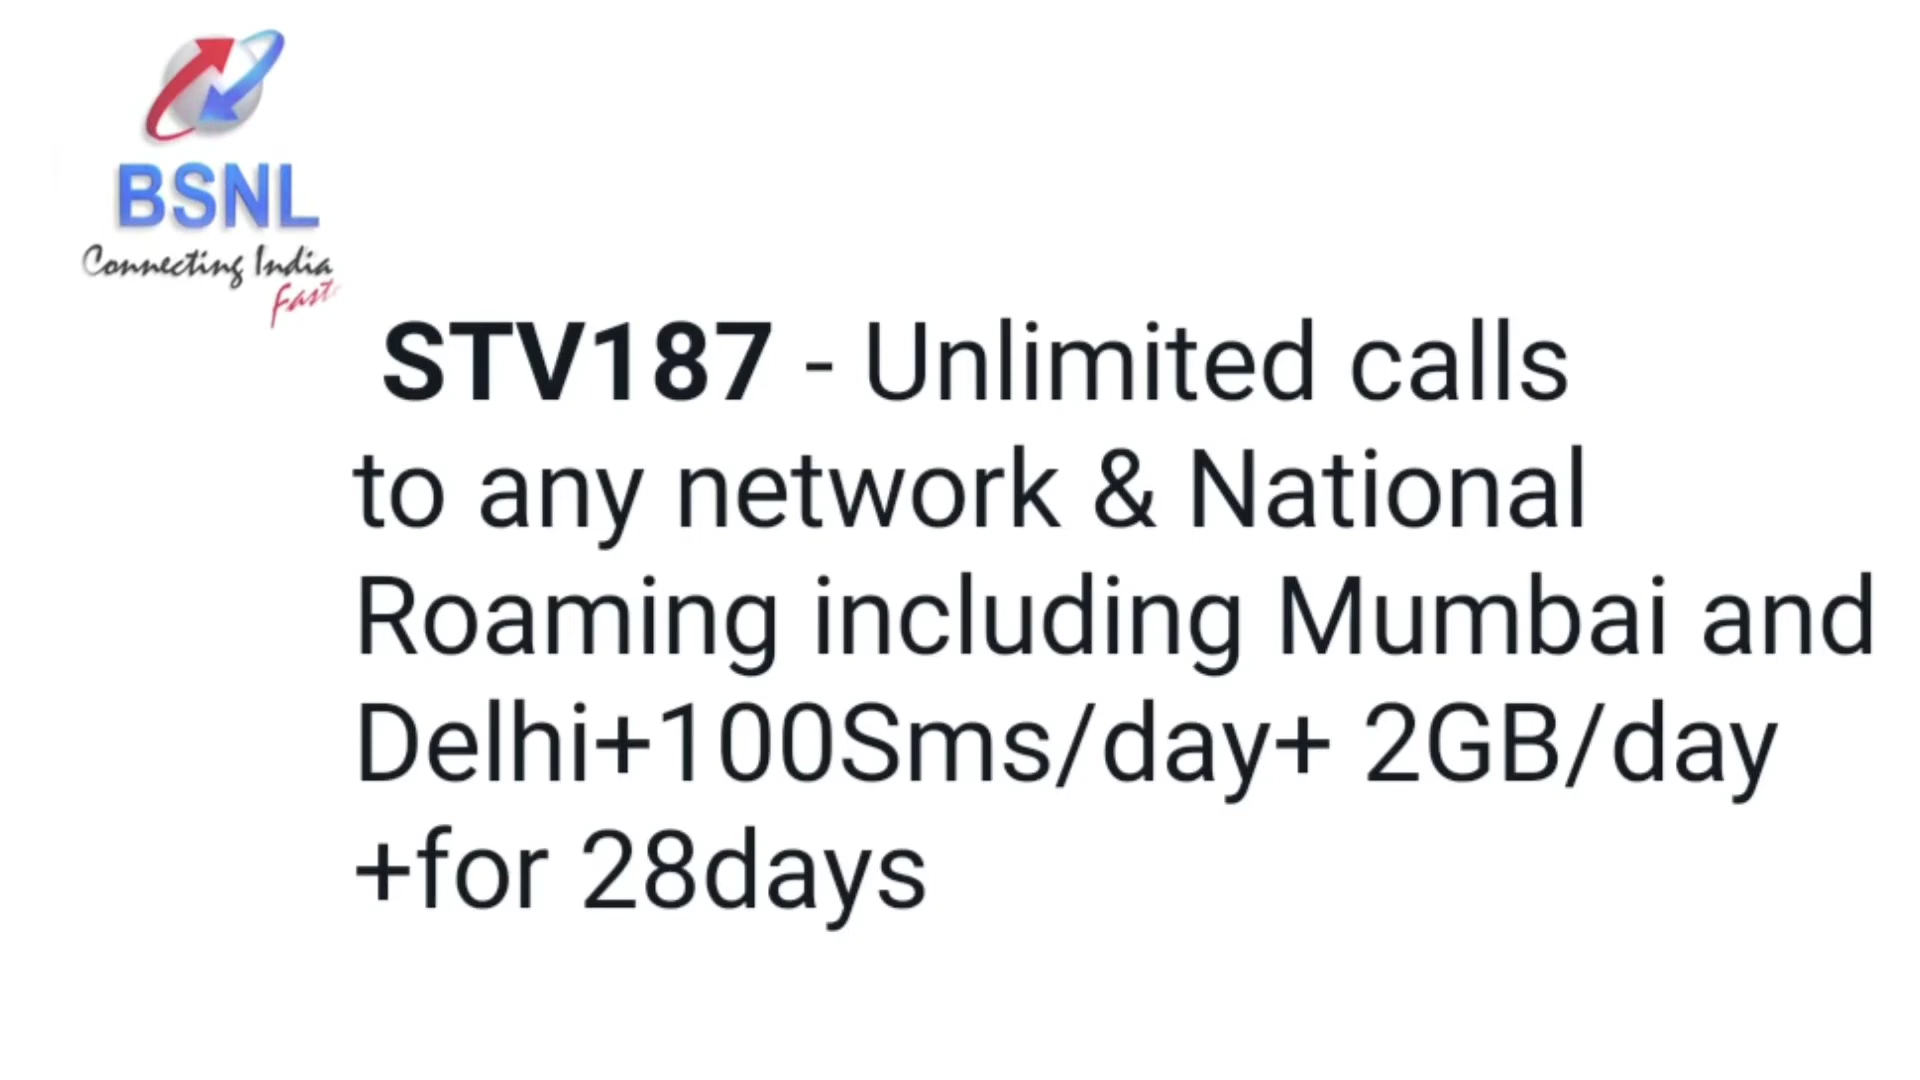 BSNL
Connecting India
STV187 - Unlimited calls
to any network & National
Roaming including Mumbai and
Delhi+100Sms/day+ 2GB/day
+for 28days